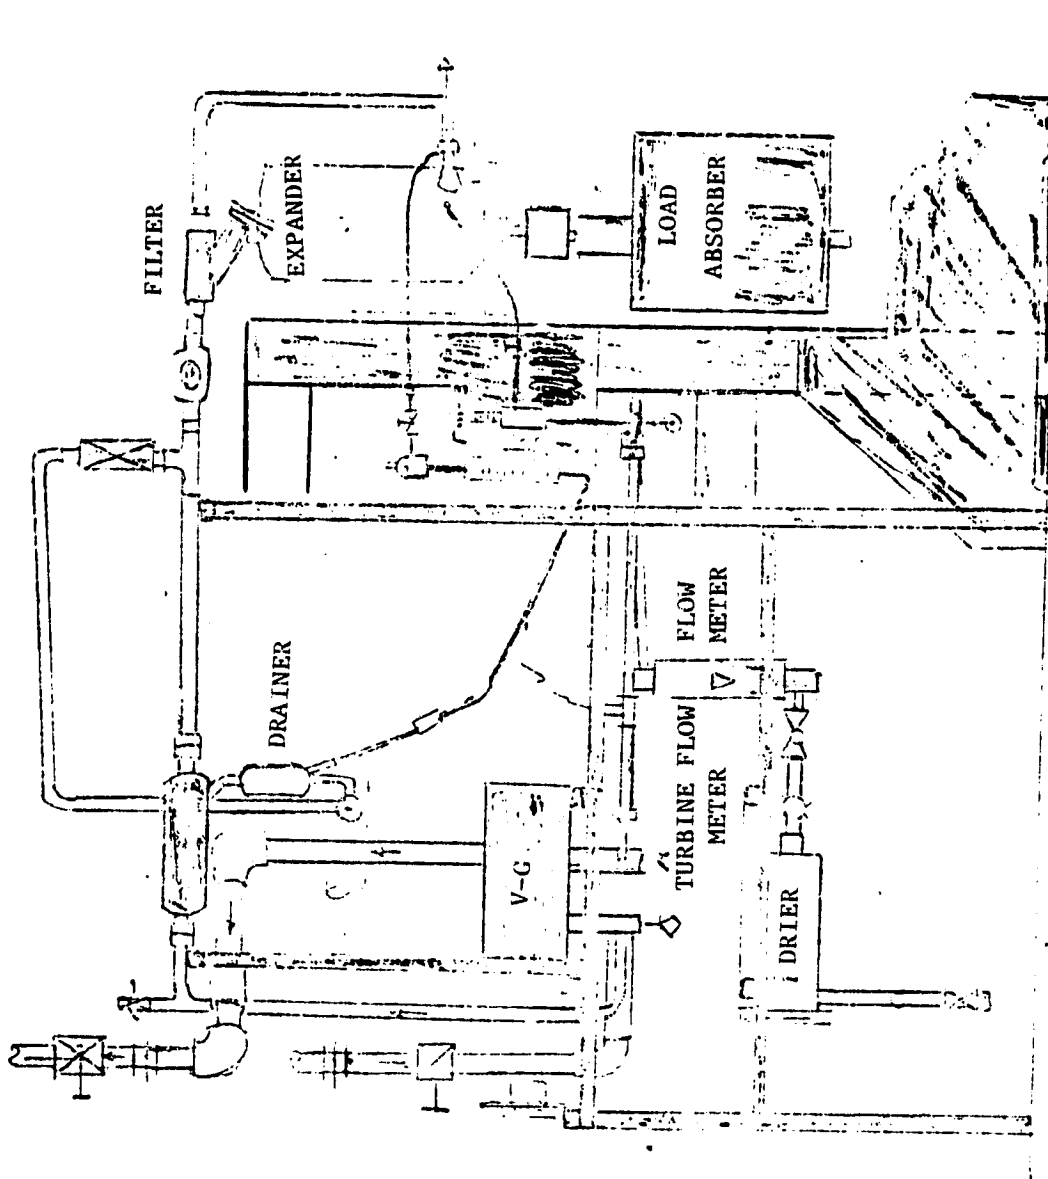 FILTER
EXPANDER
LOAD
ABSORBER
DRAINER
FLOW
METER
TURBINE FLOW
METER
V-G
DRIER